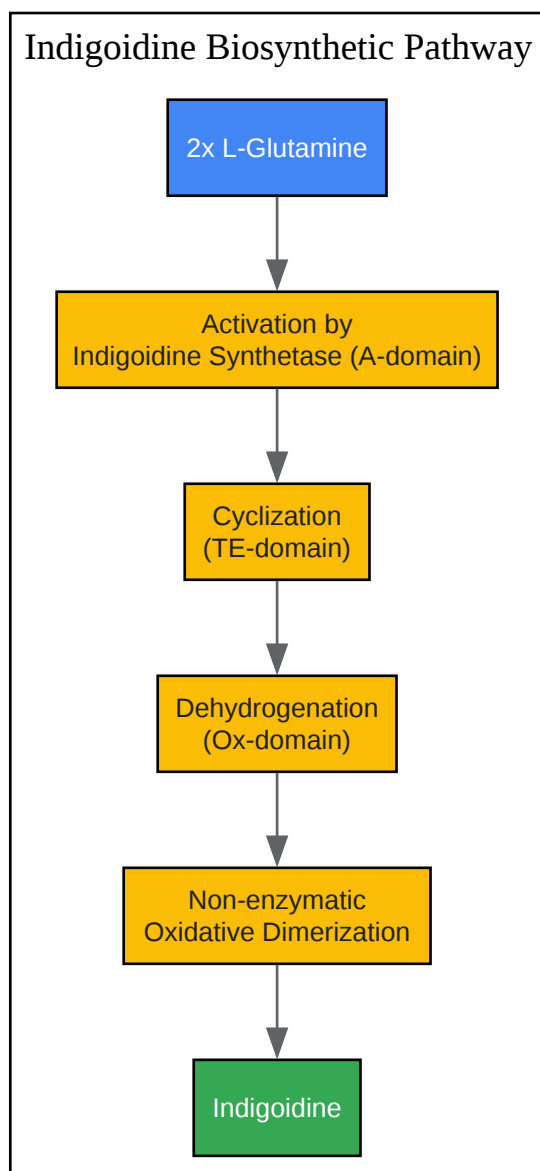 Indigoidine Biosynthetic Pathway
2x L-Glutamine
Activation by
Indigoidine Synthetase (A-domain)
Cyclization
(TE-domain)
Dehydrogenation
(Ox-domain)
Non-enzymatic
Oxidative Dimerization
Indigoidine